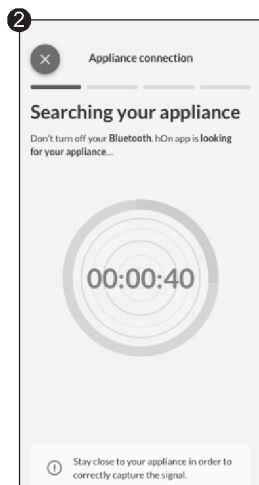 2
Appliance connection
Searching your appliance
Don't turn off your Bluetooth. hOn app is looking
for your appliance...
00:00:40
Stay close to your appliance in order to
correctly capture the signal.